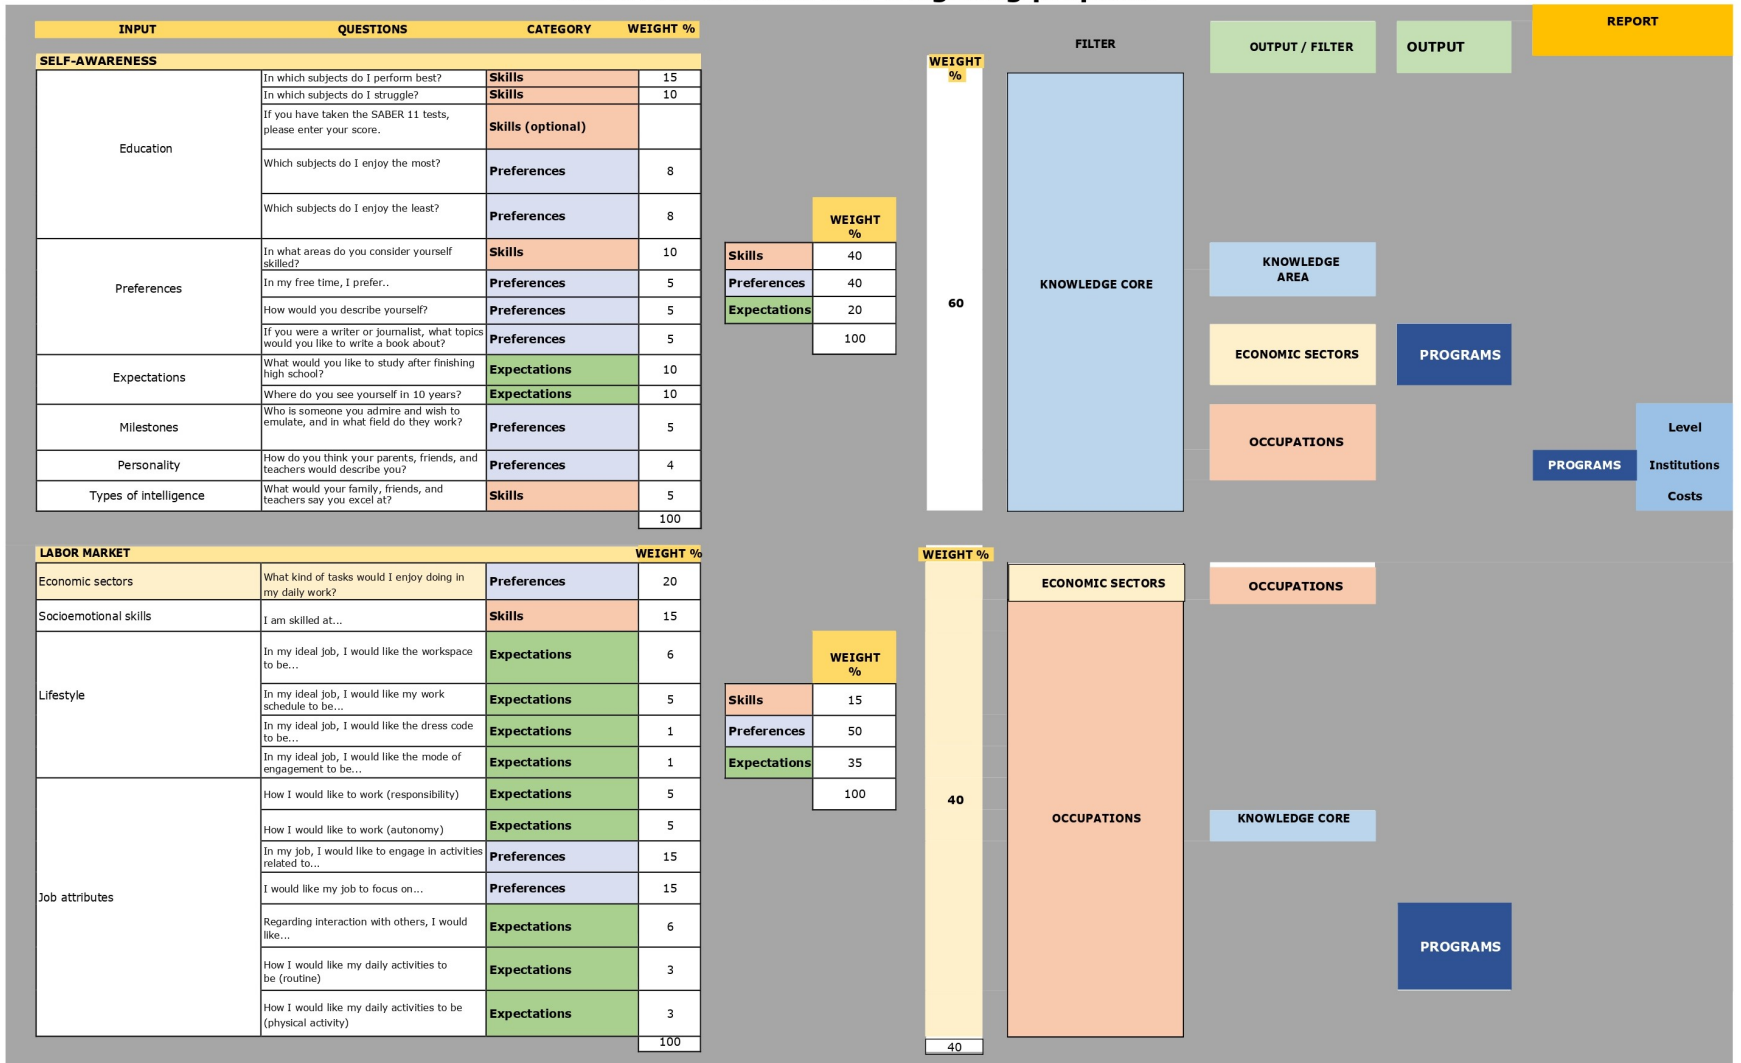 INPUT QUESTIONS CATEGORY WEIGHT %
FILTER
OUTPUT / FILTER
OUTPUT
REPORT
SELF-AWARENESS
WEIGHT
%
Education
In which subjects do I perform best? Skills 15
In which subjects do I struggle? Skills 10
If you have taken the SABER 11 tests,
please enter your score.
Skills (optional)
Which subjects do I enjoy the most?
Preferences 8
Which subjects do I enjoy the least?
Preferences 8
Preferences
In what areas do you consider yourself
skilled?
Skills 10
In my free time, I prefer.. Preferences 5
How would you describe yourself? Preferences 5
If you were a writer or journalist, what topics
would you like to write a book about?
Preferences 5
Expectations
What would you like to study after finishing
high school?
Expectations 10
Where do you see yourself in 10 years? Expectations 10
Milestones
Who is someone you admire and wish to
emulate, and in what field do they work?
Preferences 5
Personality
How do you think your parents, friends, and
teachers would describe you?
Preferences 4
Types of intelligence
What would your family, friends, and
teachers say you excel at?
Skills 5
100
WEIGHT
%
Skills 40
Preferences 40
Expectations 20
100
60
KNOWLEDGE CORE
KNOWLEDGE
AREA
ECONOMIC SECTORS
PROGRAMS
OCCUPATIONS
PROGRAMS
Level
Institutions
Costs
LABOR MARKET WEIGHT %
WEIGHT %
Economic sectors
What kind of tasks would I enjoy doing in
my daily work?
Preferences 20
Socioemotional skills
I am skilled at...
Skills 15
Lifestyle
In my ideal job, I would like the workspace
to be...
Expectations 6
In my ideal job, I would like my work
schedule to be...
Expectations 5
In my ideal job, I would like the dress code
to be...
Expectations 1
In my ideal job, I would like the mode of
engagement to be...
Expectations 1
Job attributes
How I would like to work (responsibility) Expectations 5
How I would like to work (autonomy) Expectations 5
In my job, I would like to engage in activities
related to...
Preferences 15
I would like my job to focus on... Preferences 15
Regarding interaction with others, I would
like...
Expectations 6
How I would like my daily activities to
be (routine)
Expectations 3
How I would like my daily activities to be
(physical activity)
Expectations 3
100
WEIGHT
%
Skills 15
Preferences 50
Expectations 35
100
40
40
ECONOMIC SECTORS
OCCUPATIONS
OCCUPATIONS
KNOWLEDGE CORE
PROGRAMS